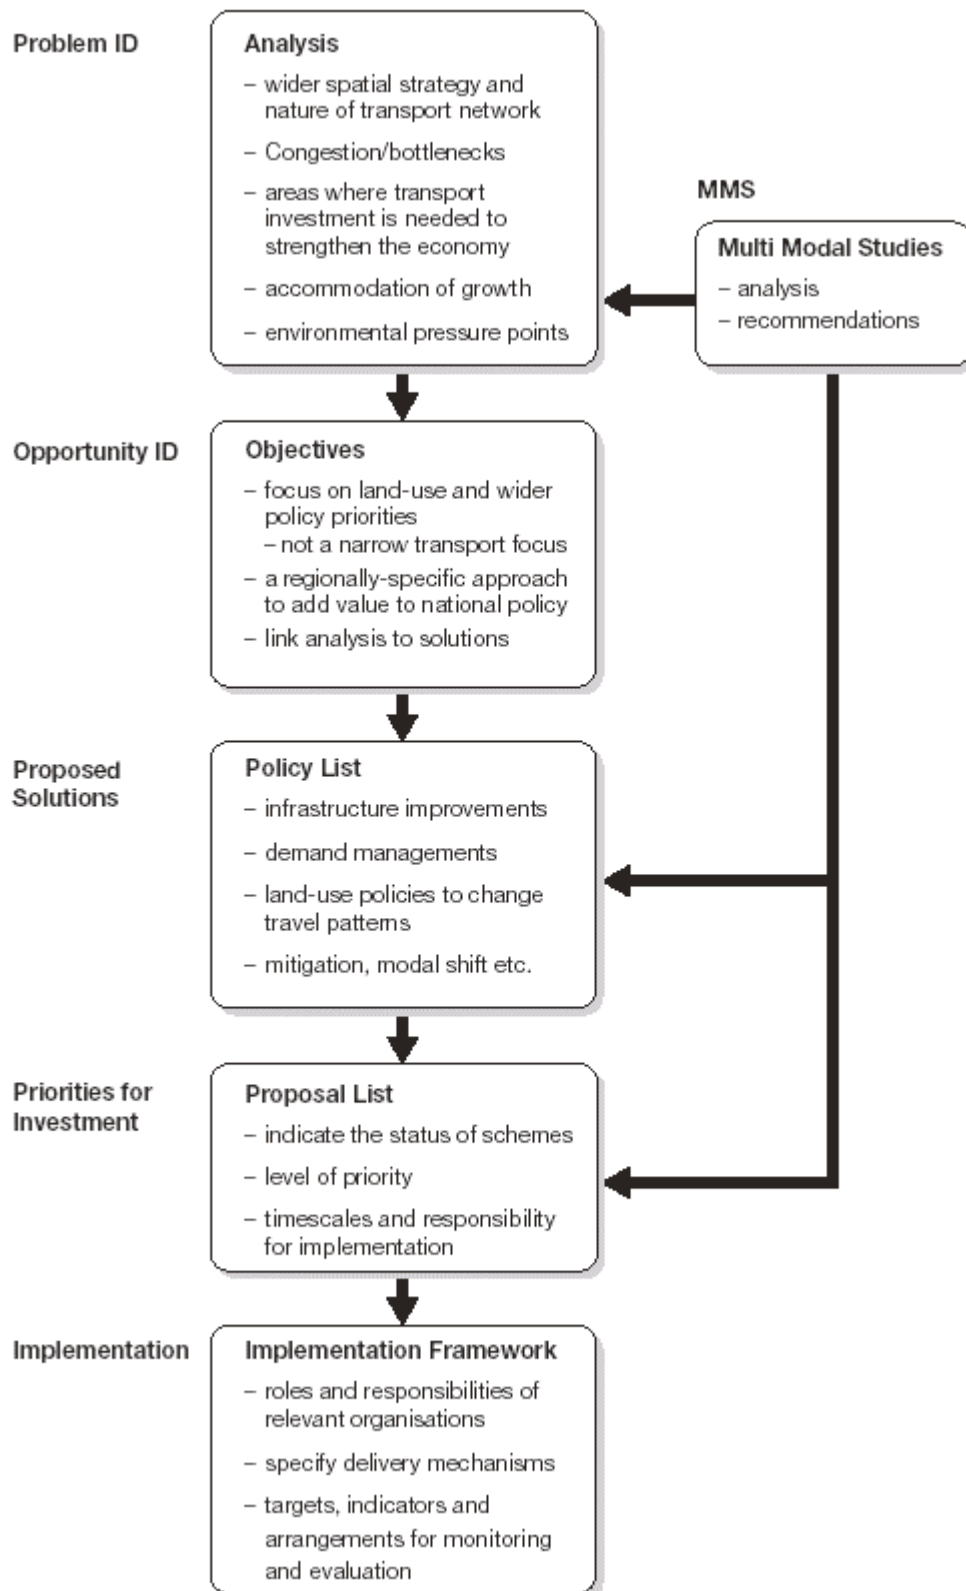 Problem ID
Analysis
– wider spatial strategy and
nature of transport network
– Congestion/bottlenecks
– areas where transport
investment is needed to
strengthen the economy
– accommodation of growth
– environmental pressure points
MMS
Multi Modal Studies
– analysis
– recommendations
Opportunity ID
Objectives
– focus on land-use and wider
policy priorities
– not a narrow transport focus
– a regionally-specific approach
to add value to national policy
– link analysis to solutions
Proposed
Solutions
Policy List
– infrastructure improvements
– demand managements
– land-use policies to change
travel patterns
– mitigation, modal shift etc.
Priorities for
Investment
Proposal List
– indicate the status of schemes
– level of priority
– timescales and responsibility
for implementation
Implementation
Implementation Framework
– roles and responsibilities of
relevant organisations
– specify delivery mechanisms
– targets, indicators and
arrangements for monitoring
and evaluation